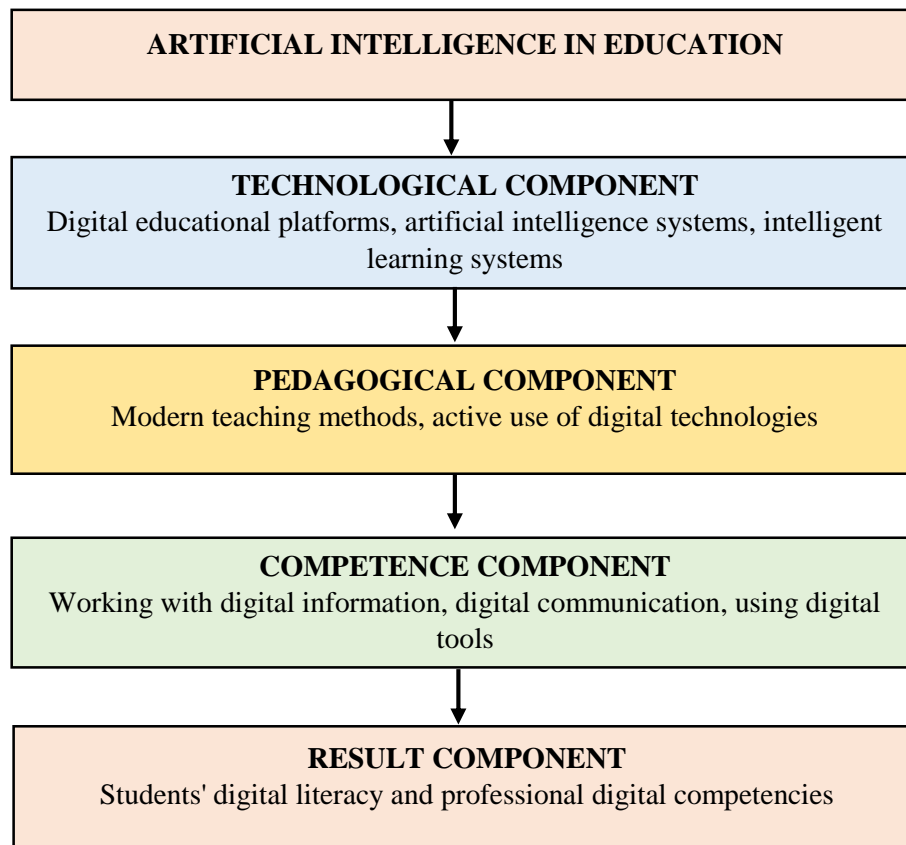 ARTIFICIAL INTELLIGENCE IN EDUCATION
TECHNOLOGICAL COMPONENT
Digital educational platforms, artificial intelligence systems, intelligent
learning systems
PEDAGOGICAL COMPONENT
Modern teaching methods, active use of digital technologies
COMPETENCE COMPONENT
Working with digital information, digital communication, using digital
tools
RESULT COMPONENT
Students' digital literacy and professional digital competencies